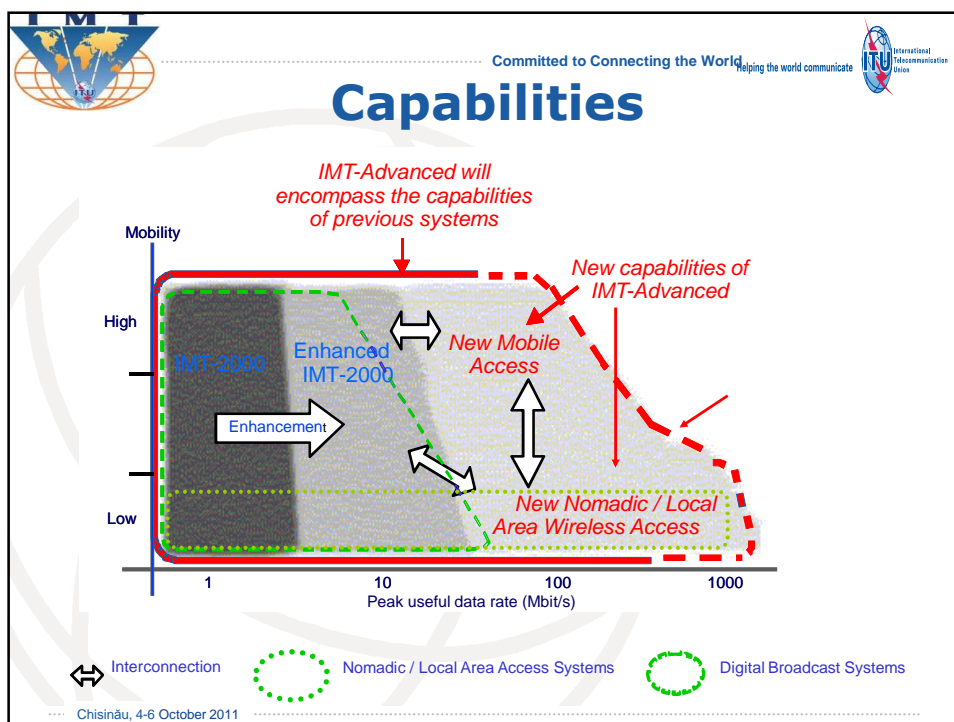 I M T
ITU
Committed to Connecting the World
Helping the world communicate
ITU
International
Telecommunication
Union
Capabilities
IMT-Advanced will
encompass the capabilities
of previous systems
Mobility
New capabilities of
IMT-Advanced
High
IMT-2000
Enhanced
IMT-2000
New Mobile
Access
Enhancement
Low
New Nomadic / Local
Area Wireless Access
1 10 100 1000
Peak useful data rate (Mbit/s)
Interconnection
Nomadic / Local Area Access Systems
Digital Broadcast Systems
Chisinău, 4-6 October 2011